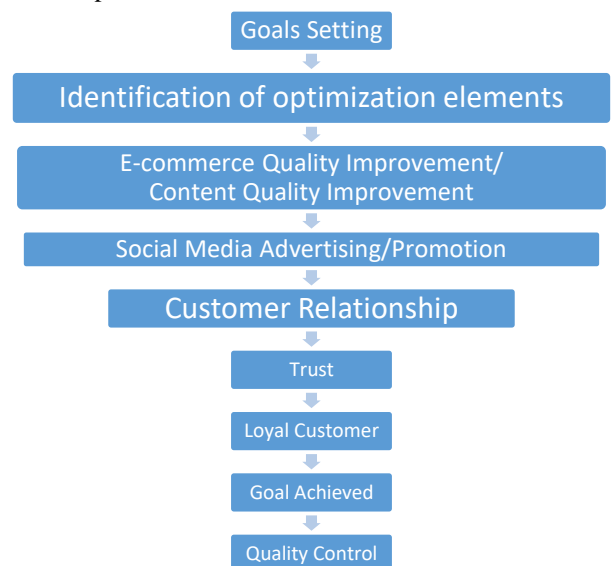 Goals Setting
Identification of optimization elements
E-commerce Quality Improvement/
Content Quality Improvement
Social Media Advertising/Promotion
Customer Relationship
Trust
Loyal Customer
Goal Achieved
Quality Control